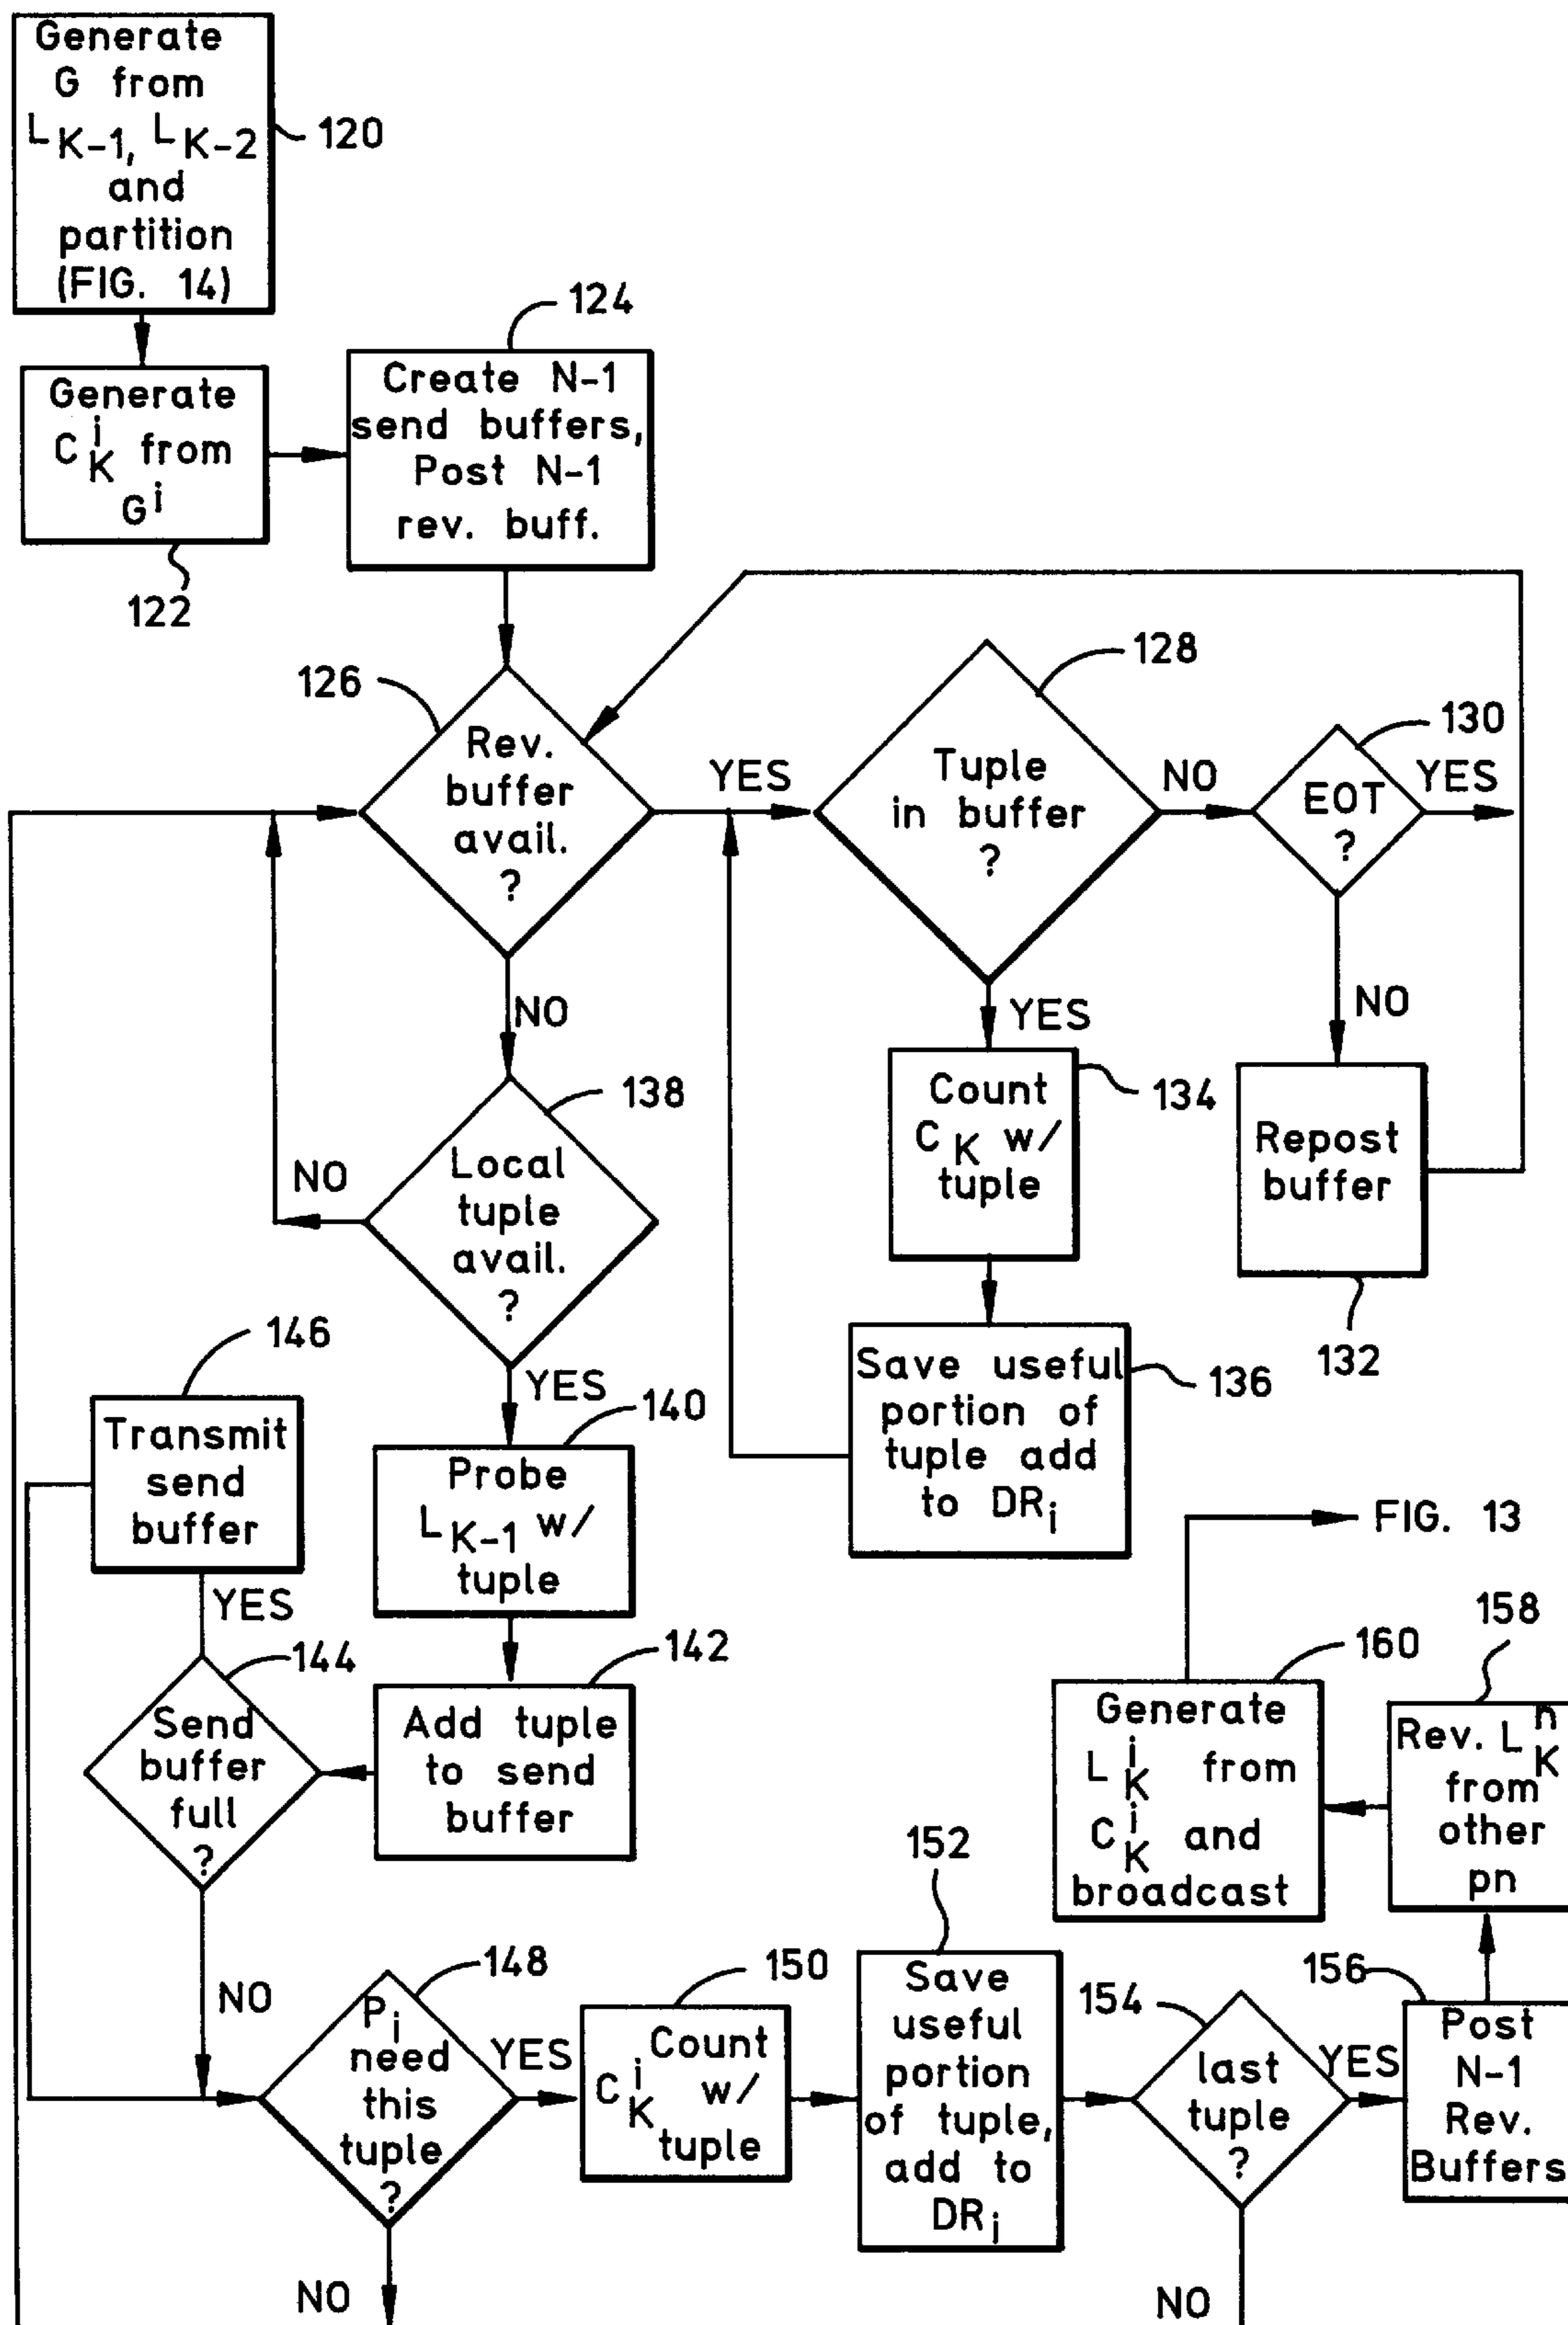 Generate
G from
L K-1, L K-2
and
partition
(FIG. 14)
120
Generate
C i K from
G i
122
124
Create N-1
send buffers,
Post N-1
rev. buff.
126
Rev.
buffer
avail.
?
YES
NO
128
Tuple
in buffer
?
NO
YES
130
EOT
?
YES
NO
Repost
buffer
132
Count
C K w/
tuple
134
Save useful
portion of
tuple add
to DR i
136
138
Local
tuple
avail.
?
NO
YES
140
Probe
L K-1 w/
tuple
142
Add tuple
to send
buffer
144
Send
buffer
full
?
YES
NO
146
Transmit
send
buffer
148
P i
need
this
tuple
?
YES
NO
150
Count
C i K w/
tuple
152
Save
useful
portion
of tuple,
add to
DR i
154
last
tuple
?
YES
NO
156
Post
N-1
Rev.
Buffers
158
Rev. L n K
from
other
pn
160
Generate
L i K from
C i K and
broadcast
FIG. 13